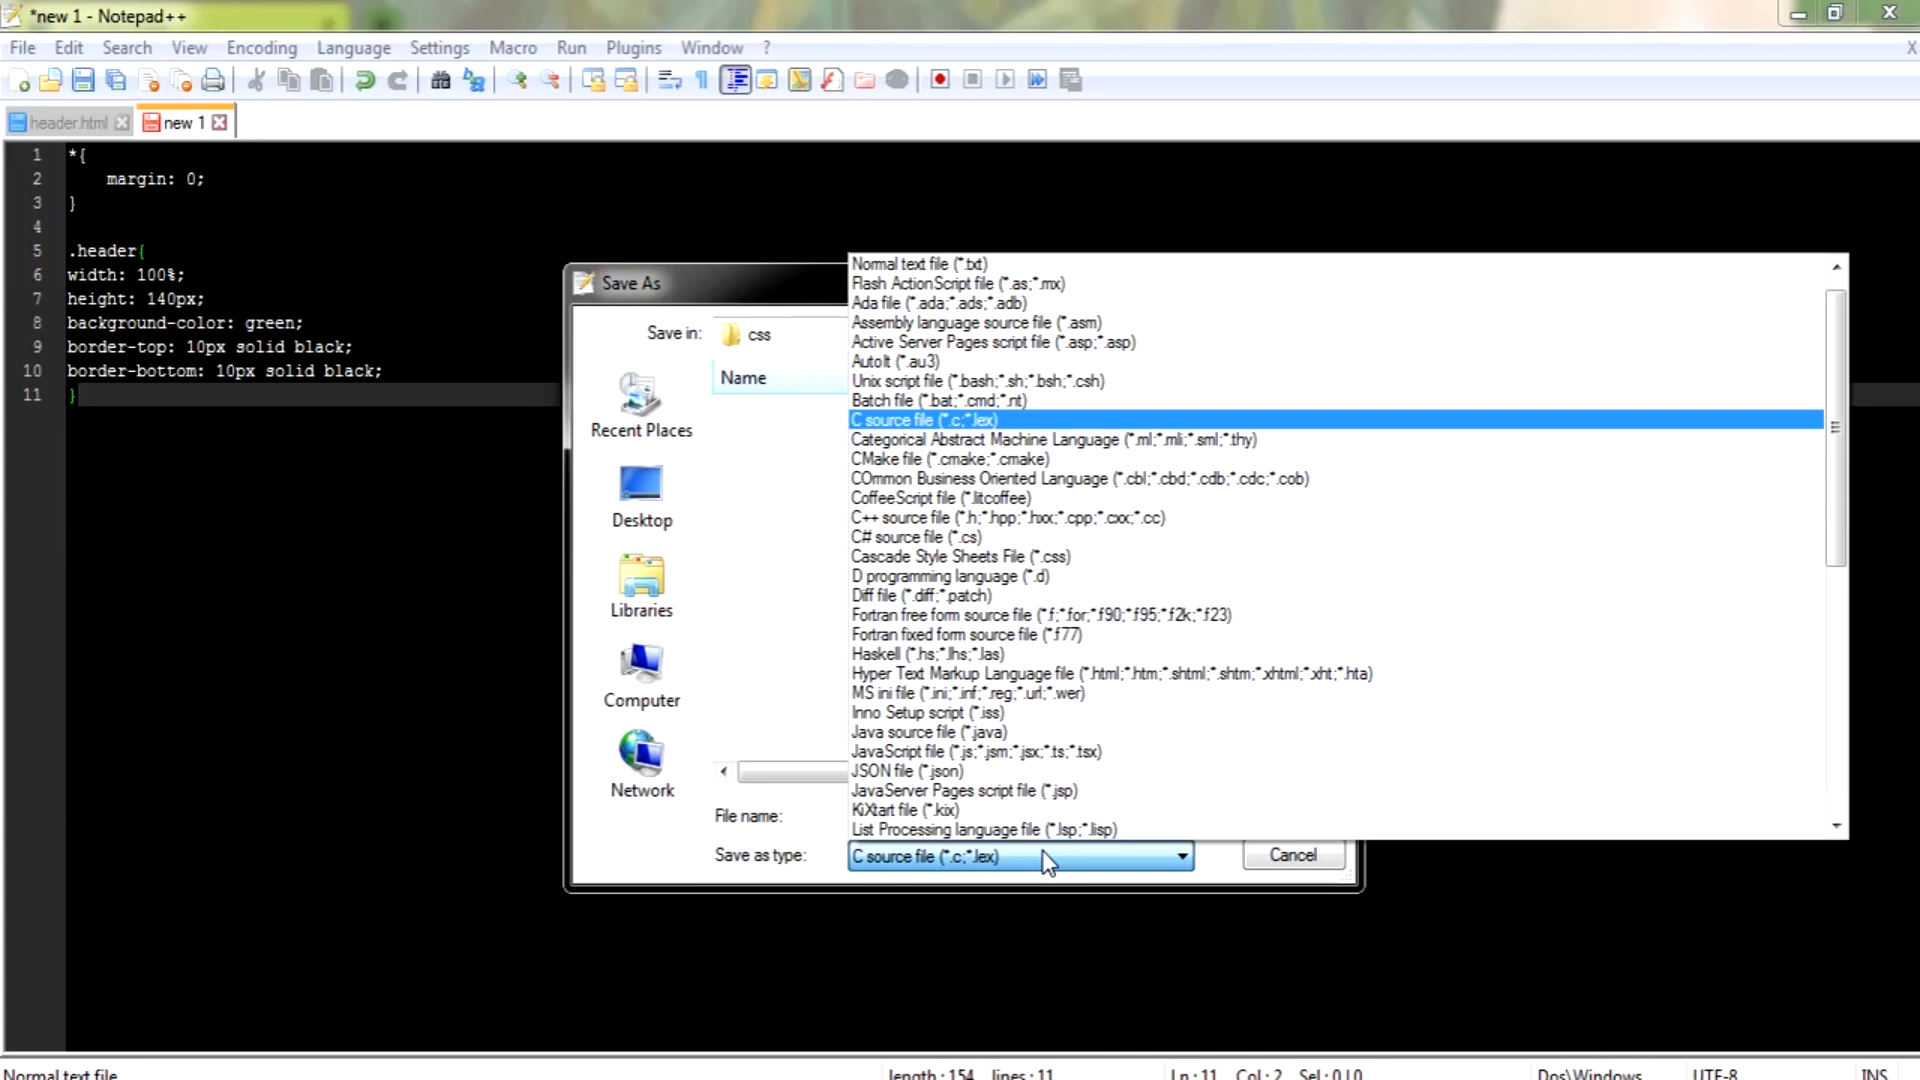 *new 1 - Notepad++
File Edit Search View Encoding Language Settings Macro Run Plugins Window ? X
header.html new 1
1 *{
2 margin: 0;
3 }
4
5 .header{
6 width: 100%;
7 height: 140px;
8 background-color: green;
9 border-top: 10px solid black;
10 border-bottom: 10px solid black;
11 }
Save As
Save in: css
Name
Recent Places
Desktop
Libraries
Computer
Network
Normal text file (*.txt)
Flash ActionScript file (*.as;*.mx)
Ada file (*.ada;*.ads;*.adb)
Assembly language source file (*.asm)
Active Server Pages script file (*.asp;*.asp)
AutoIt (*.au3)
Unix script file (*.bash;*.sh;*.bsh;*.csh)
Batch file (*.bat;*.cmd;*.nt)
C source file (*.c;*.lex)
Categorical Abstract Machine Language (*.ml;*.mli;*.sml;*.thy)
CMake file (*.cmake;*.cmake)
COmmon Business Oriented Language (*.cbl;*.cbd;*.cdb;*.cdc;*.cob)
CoffeeScript file (*.litcoffee)
C++ source file (*.h;*.hpp;*.hxx;*.cpp;*.cxx;*.cc)
C# source file (*.cs)
Cascade Style Sheets File (*.css)
D programming language (*.d)
Diff file (*.diff;*.patch)
Fortran free form source file (*.f;*.for;*.f90;*.f95;*.f2k;*.f23)
Fortran fixed form source file (*.f77)
Haskell (*.hs;*.lhs;*.las)
Hyper Text Markup Language file (*.html;*.htm;*.shtml;*.shtm;*.xhtml;*.xht;*.hta)
MS ini file (*.ini;*.inf;*.reg;*.url;*.wer)
Inno Setup script (*.iss)
Java source file (*.java)
JavaScript file (*.js;*.jsm;*.jsx;*.ts;*.tsx)
JSON file (*.json)
JavaServer Pages script file (*.jsp)
KiXtart file (*.kix)
List Processing language file (*.lsp;*.lisp)
File name:
Save as type: C source file (*.c;*.lex) Cancel
Normal text file length : 154 lines : 11 Ln : 11 Col : 2 Sel : 0 | 0 Dos\Windows UTF-8 INS